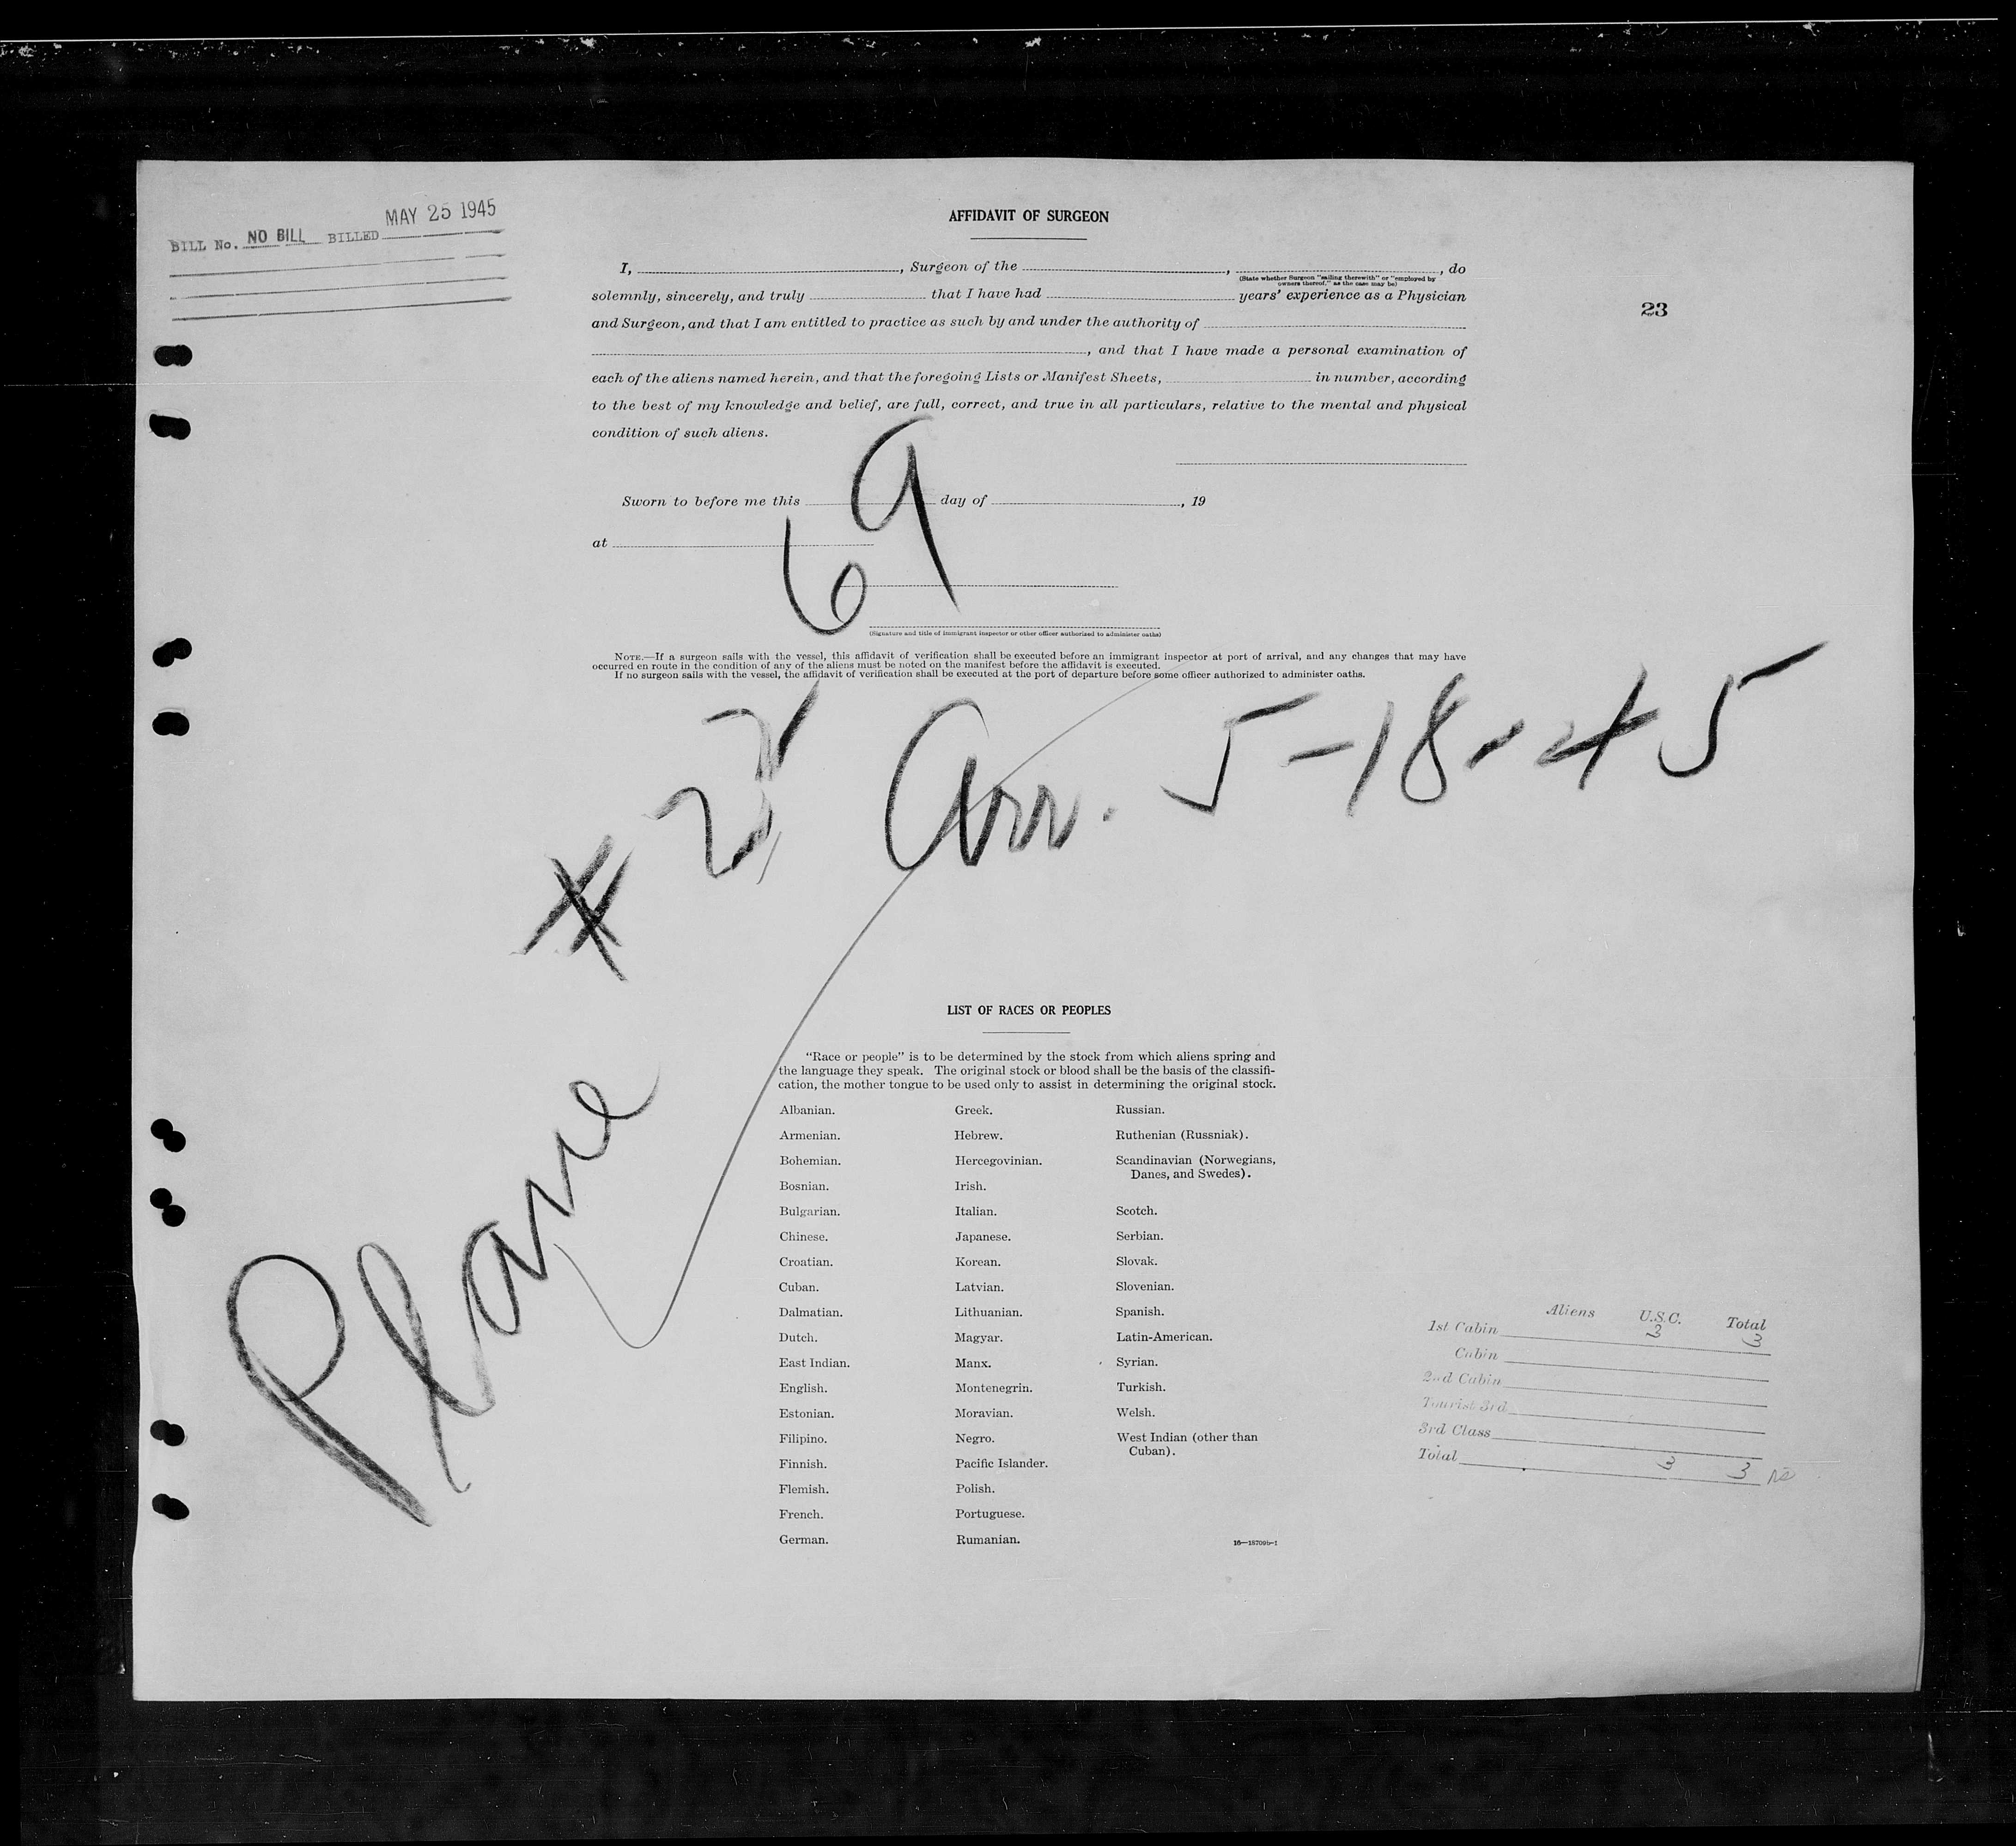 MAY 25 1945
BILL No. NO BILL BILLED
AFFIDAVIT OF SURGEON
I, , Surgeon of the , , do
(State whether Surgeon "sailing therewith" or "employed by
owners thereof," as the case may be)
solemnly, sincerely, and truly that I have had years' experience as a Physician
23
and Surgeon, and that I am entitled to practice as such by and under the authority of
, and that I have made a personal examination of
each of the aliens named herein, and that the foregoing Lists or Manifest Sheets, in number, according
to the best of my knowledge and belief, are full, correct, and true in all particulars, relative to the mental and physical
condition of such aliens.
Sworn to before me this day of , 19
at
69
(Signature and title of immigrant inspector or other officer authorized to administer oaths)
NOTE.—If a surgeon sails with the vessel, this affidavit of verification shall be executed before an immigrant inspector at port of arrival, and any changes that may have
occurred en route in the condition of any of the aliens must be noted on the manifest before the affidavit is executed.
If no surgeon sails with the vessel, the affidavit of verification shall be executed at the port of departure before some officer authorized to administer oaths.
Plane #
Arr. 5-18-45
LIST OF RACES OR PEOPLES
"Race or people" is to be determined by the stock from which aliens spring and
the language they speak. The original stock or blood shall be the basis of the classifi-
cation, the mother tongue to be used only to assist in determining the original stock.
Albanian.
Armenian.
Bohemian.
Bosnian.
Bulgarian.
Chinese.
Croatian.
Cuban.
Dalmatian.
Dutch.
East Indian.
English.
Estonian.
Filipino.
Finnish.
Flemish.
French.
German.
Greek.
Hebrew.
Hercegovinian.
Irish.
Italian.
Japanese.
Korean.
Latvian.
Lithuanian.
Magyar.
Manx.
Montenegrin.
Moravian.
Negro.
Pacific Islander.
Polish.
Portuguese.
Rumanian.
Russian.
Ruthenian (Russniak).
Scandinavian (Norwegians,
Danes, and Swedes).
Scotch.
Serbian.
Slovak.
Slovenian.
Spanish.
Latin-American.
Syrian.
Turkish.
Welsh.
West Indian (other than
Cuban).
16—18709b-1
Aliens U.S.C. Total
1st Cabin 3 3
Cabin
2nd Cabin
Tourist 3rd
3rd Class
Total 3 3